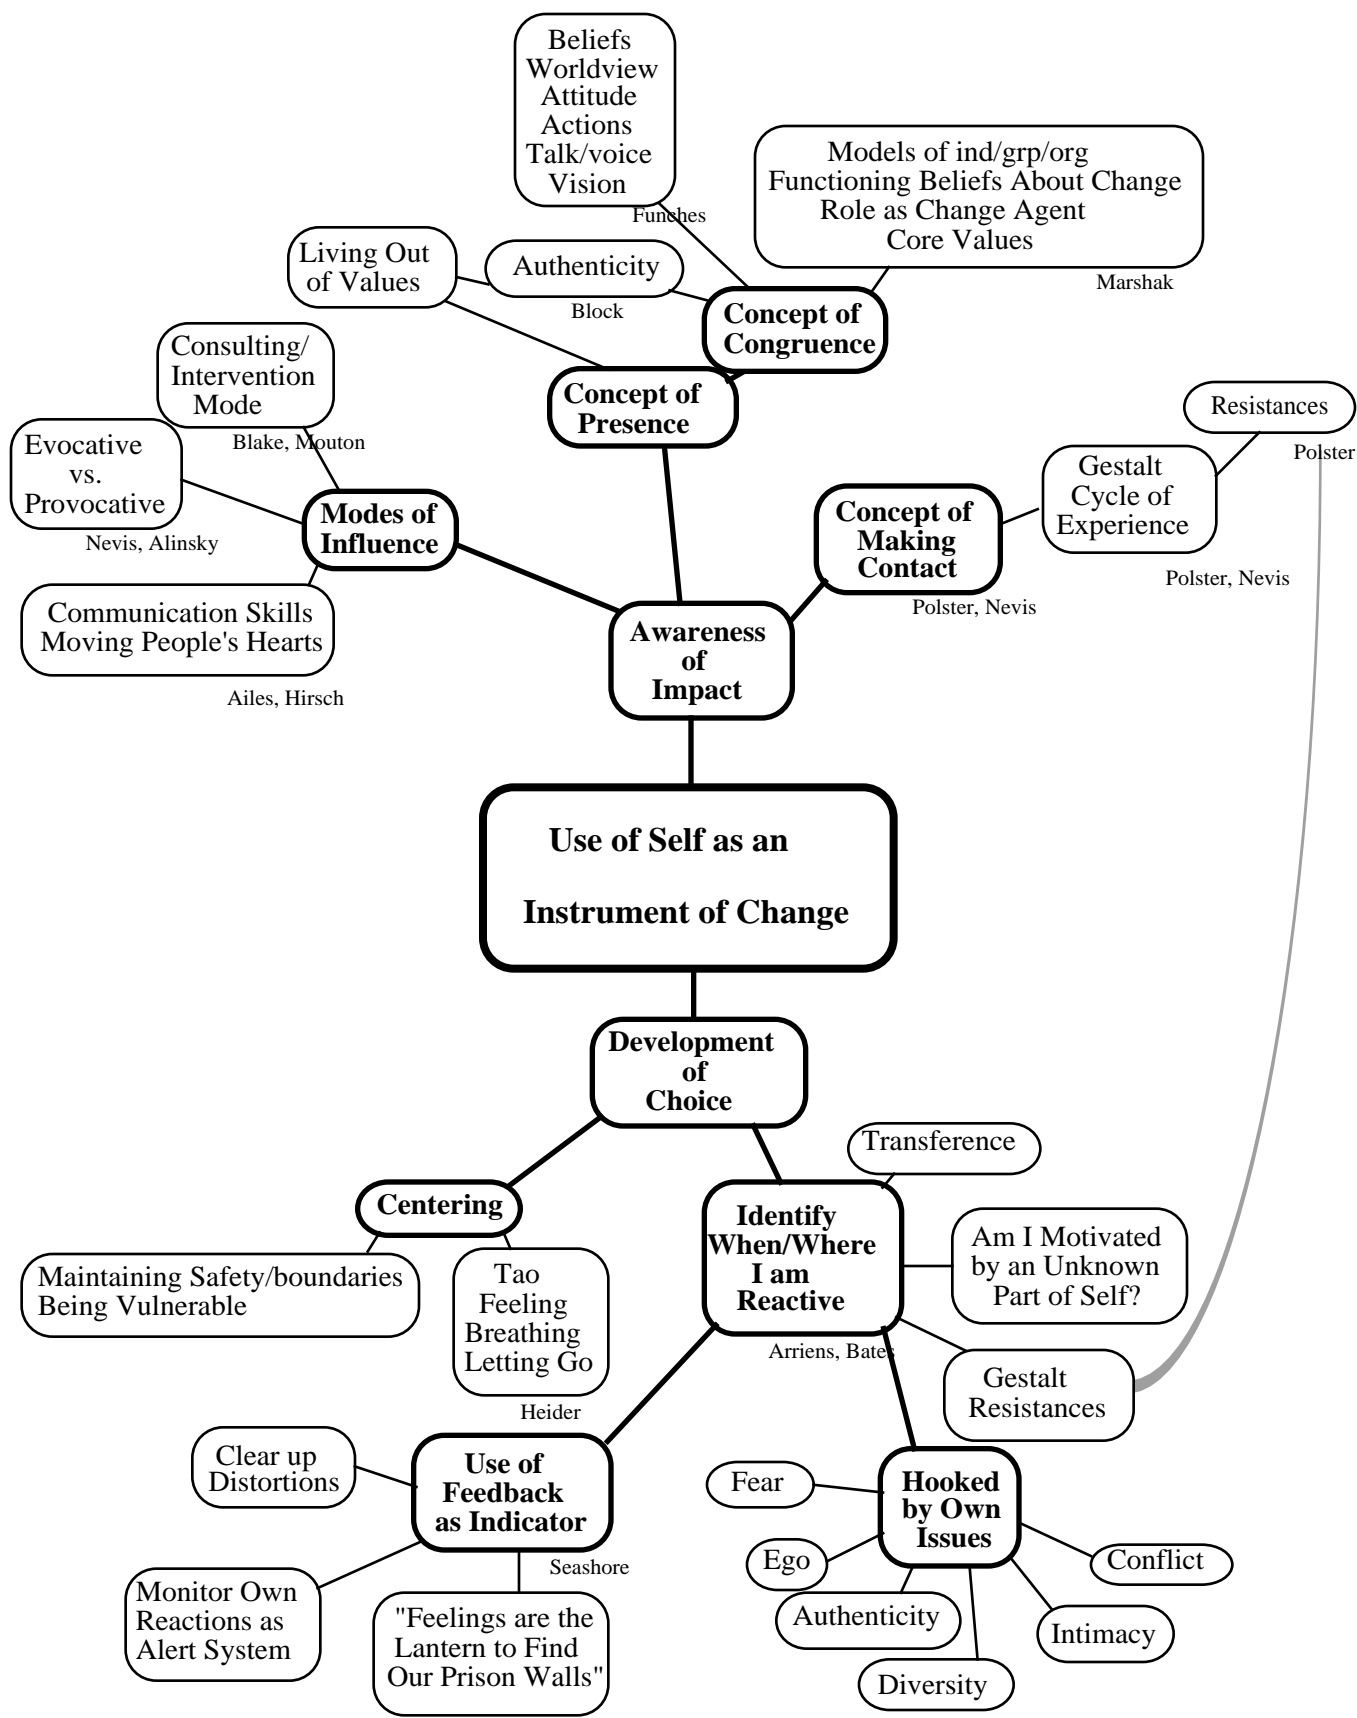 Beliefs
Worldview
Attitude
Actions
Talk/voice
Vision
Funches
Models of ind/grp/org
Functioning Beliefs About Change
Role as Change Agent
Core Values
Marshak
Living Out
of Values
Authenticity
Block
Concept of
Congruence
Consulting/
Intervention
Mode
Blake, Mouton
Concept of
Presence
Resistances
Polster
Evocative
vs.
Provocative
Nevis, Alinsky
Modes of
Influence
Concept of
Making
Contact
Polster, Nevis
Gestalt
Cycle of
Experience
Polster, Nevis
Communication Skills
Moving People's Hearts
Ailes, Hirsch
Awareness
of
Impact
Use of Self as an
Instrument of Change
Development
of
Choice
Transference
Centering
Identify
When/Where
I am
Reactive
Arriens, Bates
Am I Motivated
by an Unknown
Part of Self?
Maintaining Safety/boundaries
Being Vulnerable
Tao
Feeling
Breathing
Letting Go
Heider
Gestalt
Resistances
Clear up
Distortions
Use of
Feedback
as Indicator
Seashore
Fear
Hooked
by Own
Issues
Ego
Conflict
Monitor Own
Reactions as
Alert System
"Feelings are the
Lantern to Find
Our Prison Walls"
Authenticity
Intimacy
Diversity